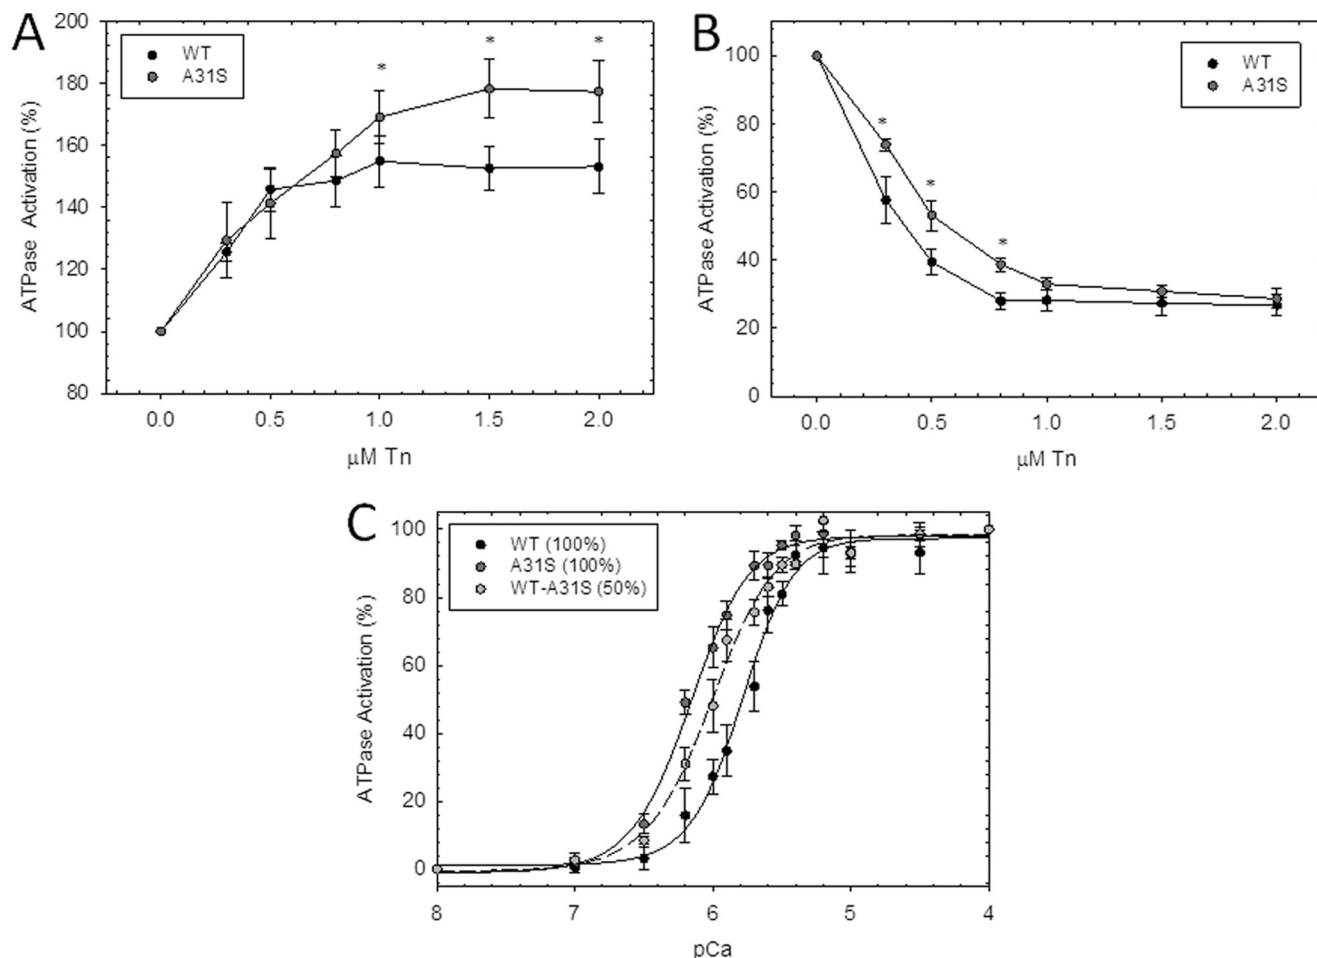 A
200
180
160
140
120
100
80
ATPase Activation (%)
WT
A31S
*
*
*
0.0
0.5
1.0
1.5
2.0
μM Tn
B
100
80
60
40
20
0
ATPase Activation (%)
WT
A31S
*
*
*
0.0
0.5
1.0
1.5
2.0
μM Tn
C
100
80
60
40
20
0
ATPase Activation (%)
WT (100%)
A31S (100%)
WT-A31S (50%)
8
7
6
5
4
pCa